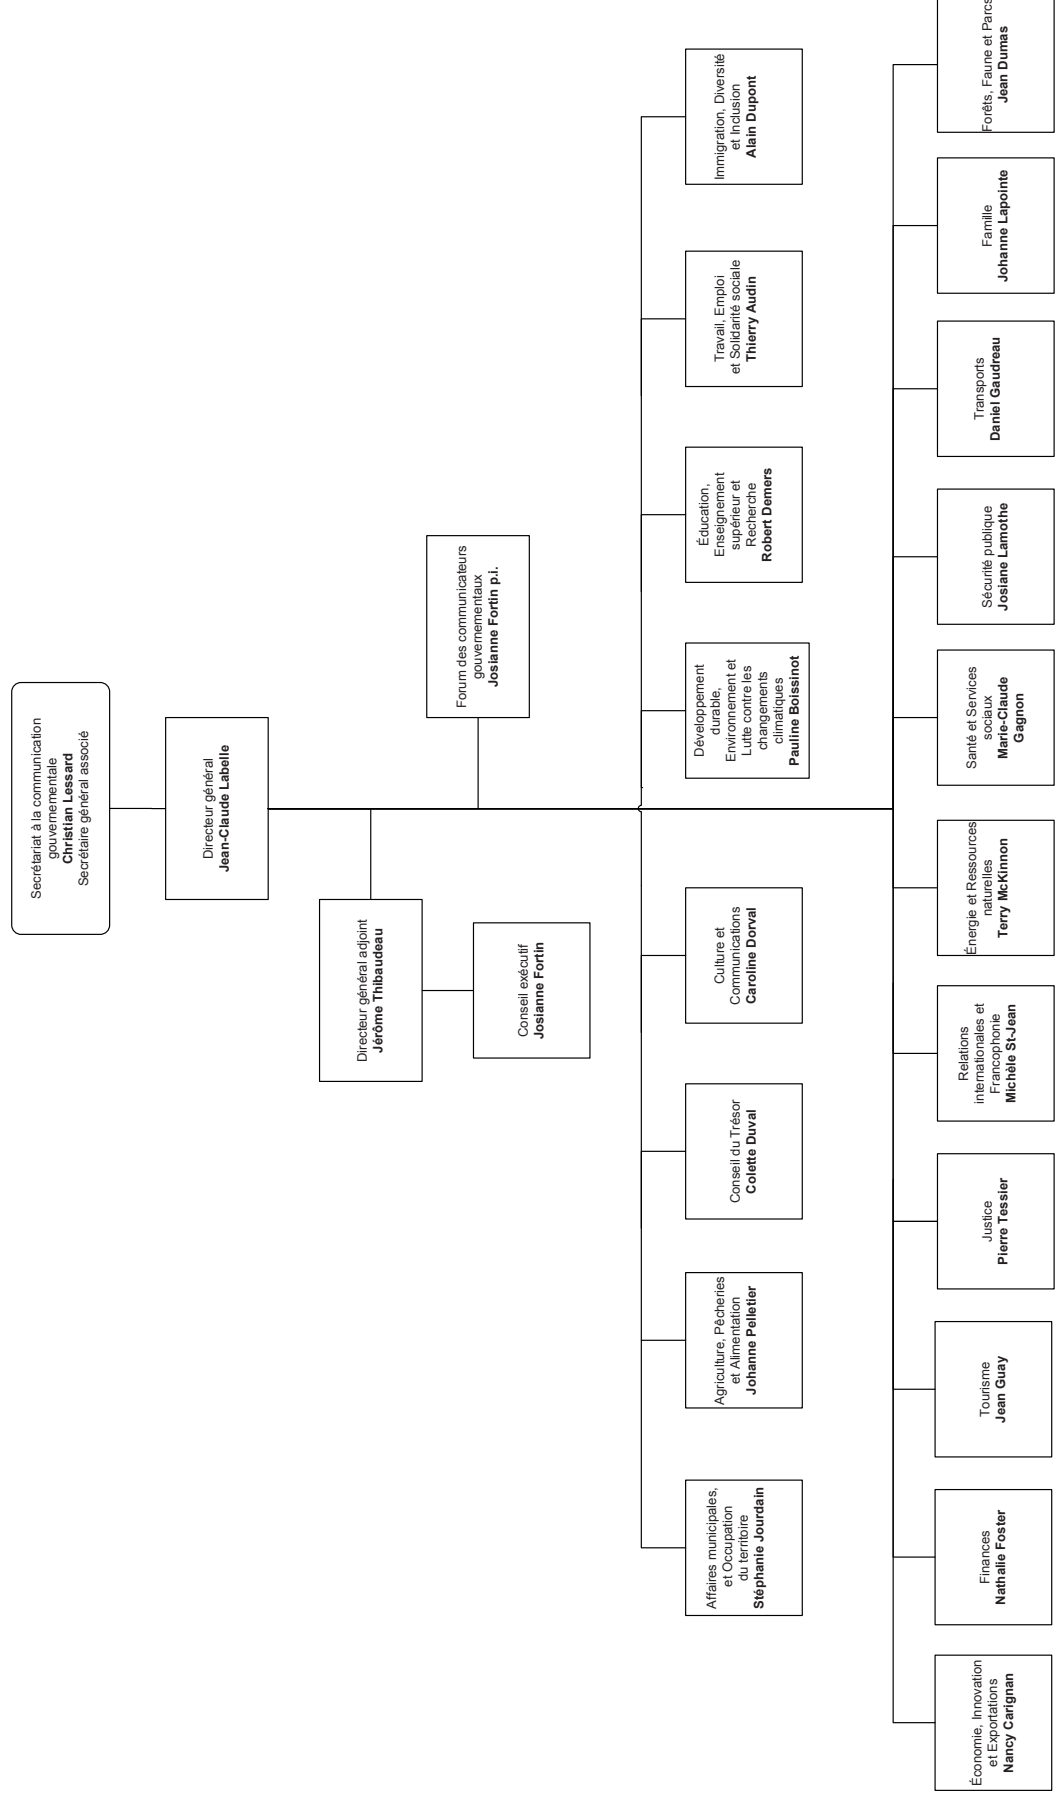 Secrétariat à la communication
gouvernementale
Christian Lessard
Secrétaire général associé
Directeur général
Jean-Claude Labelle
Directeur général adjoint
Jérôme Thibaudeau
Forum des communicateurs
gouvernementaux
Josianne Fortin p.i.
Conseil exécutif
Josianne Fortin
Affaires municipales,
et Occupation
du territoire
Stéphanie Jourdain
Agriculture, Pêcheries
et Alimentation
Johanne Pelletier
Conseil du Trésor
Colette Duval
Culture et
Communications
Caroline Dorval
Développement
durable,
Environnement et
Lutte contre les
changements
climatiques
Pauline Boissinot
Éducation,
Enseignement
supérieur et
Recherche
Robert Demers
Travail, Emploi
et Solidarité sociale
Thierry Audin
Immigration, Diversité
et Inclusion
Alain Dupont
Économie, Innovation
et Exportations
Nancy Carignan
Finances
Nathalie Foster
Tourisme
Jean Guay
Justice
Pierre Tessier
Relations
internationales et
Francophonie
Michèle St-Jean
Énergie et Ressources
naturelles
Terry McKinnon
Santé et Services
sociaux
Marie-Claude
Gagnon
Sécurité publique
Josiane Lamothe
Transports
Daniel Gaudreau
Famille
Johanne Lapointe
Forêts, Faune et Parcs
Jean Dumas